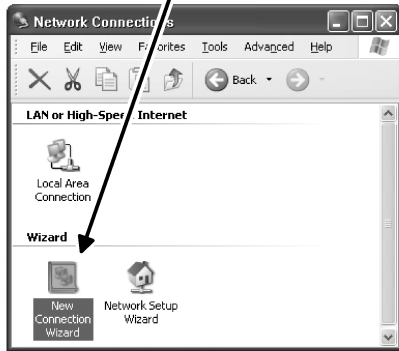 Network Connections
File Edit View Favorites Tools Advanced Help
Back
LAN or High-Speed Internet
Local Area
Connection
Wizard
New
Connection
Wizard
Network Setup
Wizard